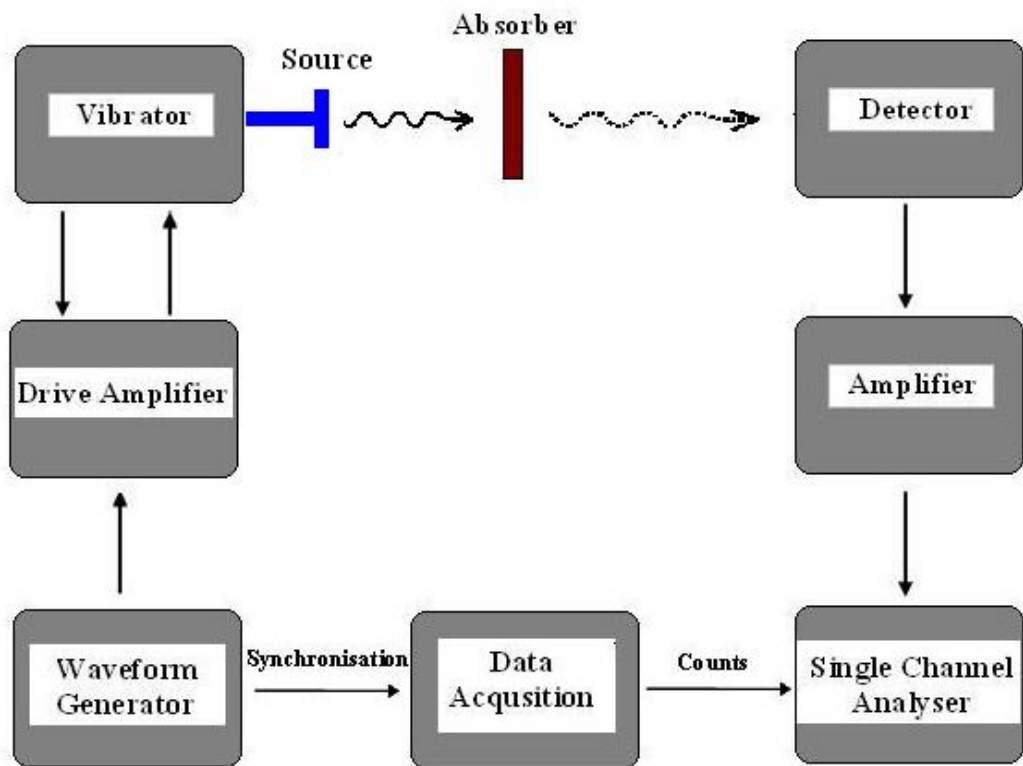 Absorber
Source
Vibrator
Detector
Drive Amplifier
Amplifier
Waveform
Generator
Synchronisation
Data
Acqusition
Counts
Single Channel
Analyser